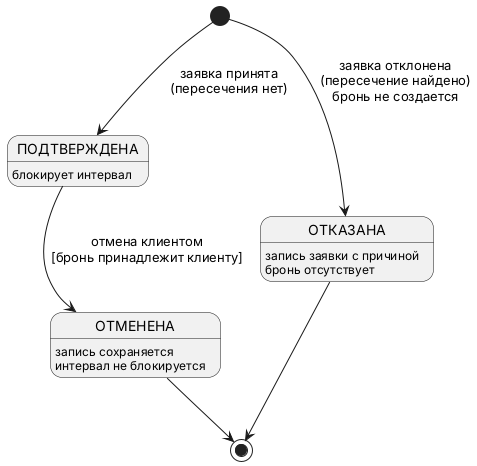 заявка отклонена
(пересечение найдено)
бронь не создается
заявка принята
(пересечения нет)
ПОДТВЕРЖДЕНА
блокирует интервал
ОТКАЗАНА
запись заявки с причиной
бронь отсутствует
отмена клиентом
[бронь принадлежит клиенту]
ОТМЕНЕНА
запись сохраняется
интервал не блокируется